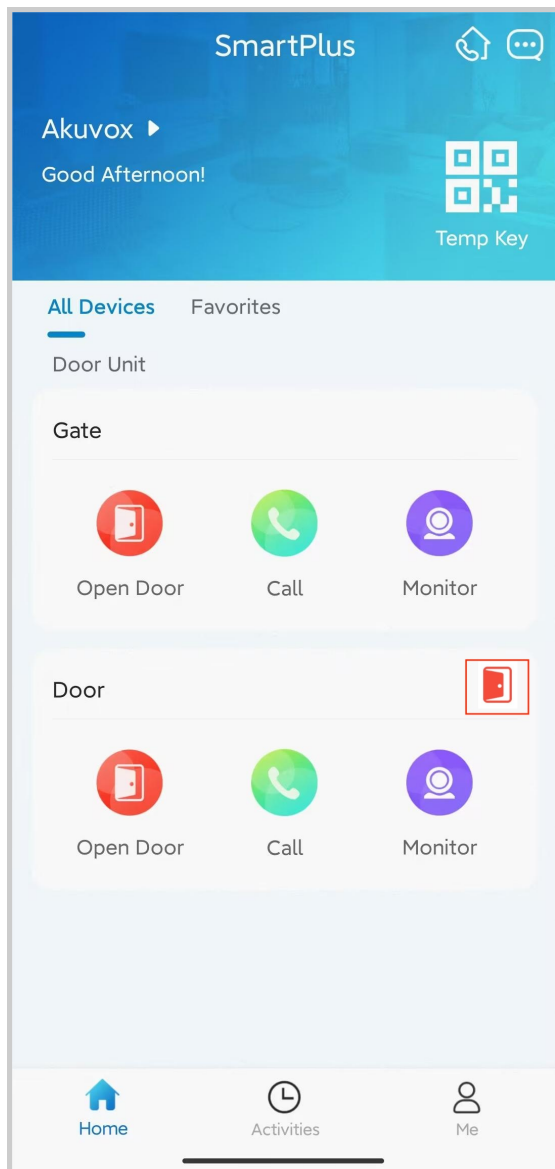 SmartPlus
Akuvox
Good Afternoon!
Temp Key
All Devices Favorites
Door Unit
Gate
Open Door Call Monitor
Door
Open Door Call Monitor
Home Activities Me